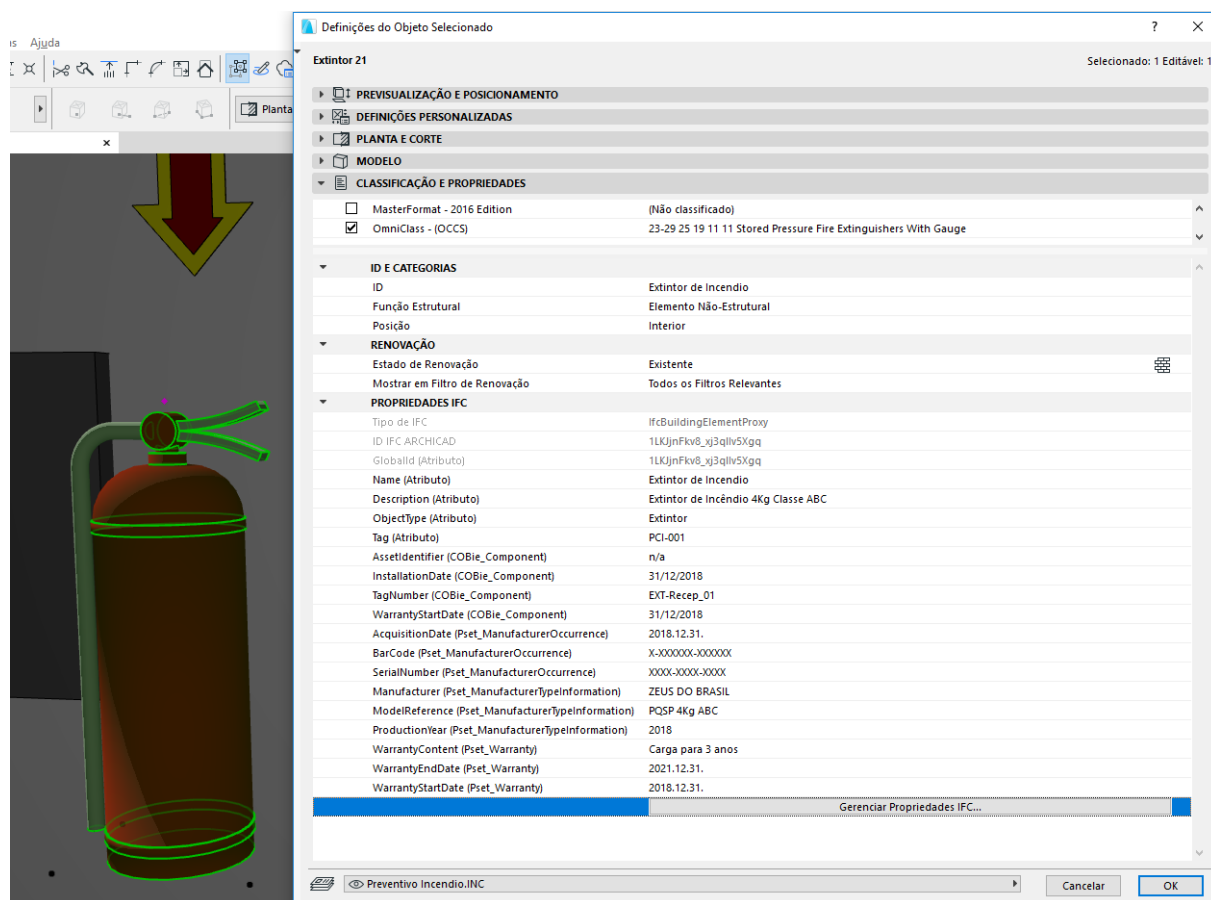 Definições do Objeto Selecionado ? ×
Ajuda
Extintor 21 Selecionado: 1 Editável: 1
PREVISUALIZAÇÃO E POSICIONAMENTO
Planta
DEFINIÇÕES PERSONALIZADAS
PLANTA E CORTE
MODELO
CLASSIFICAÇÃO E PROPRIEDADES
MasterFormat - 2016 Edition (Não classificado)
OmniClass - (OCCS) 23-29 25 19 11 11 Stored Pressure Fire Extinguishers With Gauge
ID E CATEGORIAS
ID Extintor de Incendio
Função Estrutural Elemento Não-Estrutural
Posição Interior
RENOVAÇÃO
Estado de Renovação Existente
Mostrar em Filtro de Renovação Todos os Filtros Relevantes
PROPRIEDADES IFC
Tipo de IFC IfcBuildingElementProxy
ID IFC ARCHICAD 1LKJjnFkv8_xj3qIIv5Xgq
GlobalId (Atributo) 1LKJjnFkv8_xj3qIIv5Xgq
Name (Atributo) Extintor de Incendio
Description (Atributo) Extintor de Incêndio 4Kg Classe ABC
ObjectType (Atributo) Extintor
Tag (Atributo) PCI-001
AssetIdentifier (COBie_Component) n/a
InstallationDate (COBie_Component) 31/12/2018
TagNumber (COBie_Component) EXT-Recep_01
WarrantyStartDate (COBie_Component) 31/12/2018
AcquisitionDate (Pset_ManufacturerOccurrence) 2018.12.31.
BarCode (Pset_ManufacturerOccurrence) X-XXXXXX-XXXXXX
SerialNumber (Pset_ManufacturerOccurrence) XXXX-XXXX-XXXX
Manufacturer (Pset_ManufacturerTypeInformation) ZEUS DO BRASIL
ModelReference (Pset_ManufacturerTypeInformation) PQSP 4Kg ABC
ProductionYear (Pset_ManufacturerTypeInformation) 2018
WarrantyContent (Pset_Warranty) Carga para 3 anos
WarrantyEndDate (Pset_Warranty) 2021.12.31.
WarrantyStartDate (Pset_Warranty) 2018.12.31.
Gerenciar Propriedades IFC...
Preventivo Incendio.INC Cancelar OK